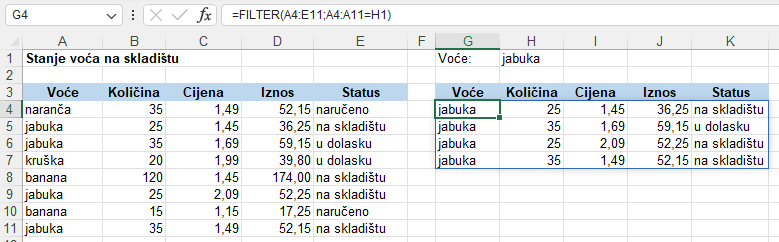 G4 =FILTER(A4:E11;A4:A11=H1)
A B C D E F G H I J K
1 Stanje voća na skladištu Voće: jabuka
2
3 Voće Količina Cijena Iznos Status Voće Količina Cijena Iznos Status
4 naranča 35 1,49 52,15 naručeno jabuka 25 1,45 36,25 na skladištu
5 jabuka 25 1,45 36,25 na skladištu jabuka 35 1,69 59,15 u dolasku
6 jabuka 35 1,69 59,15 u dolasku jabuka 25 2,09 52,25 na skladištu
7 kruška 20 1,99 39,80 u dolasku jabuka 35 1,49 52,15 na skladištu
8 banana 120 1,45 174,00 na skladištu
9 jabuka 25 2,09 52,25 na skladištu
10 banana 15 1,15 17,25 naručeno
11 jabuka 35 1,49 52,15 na skladištu